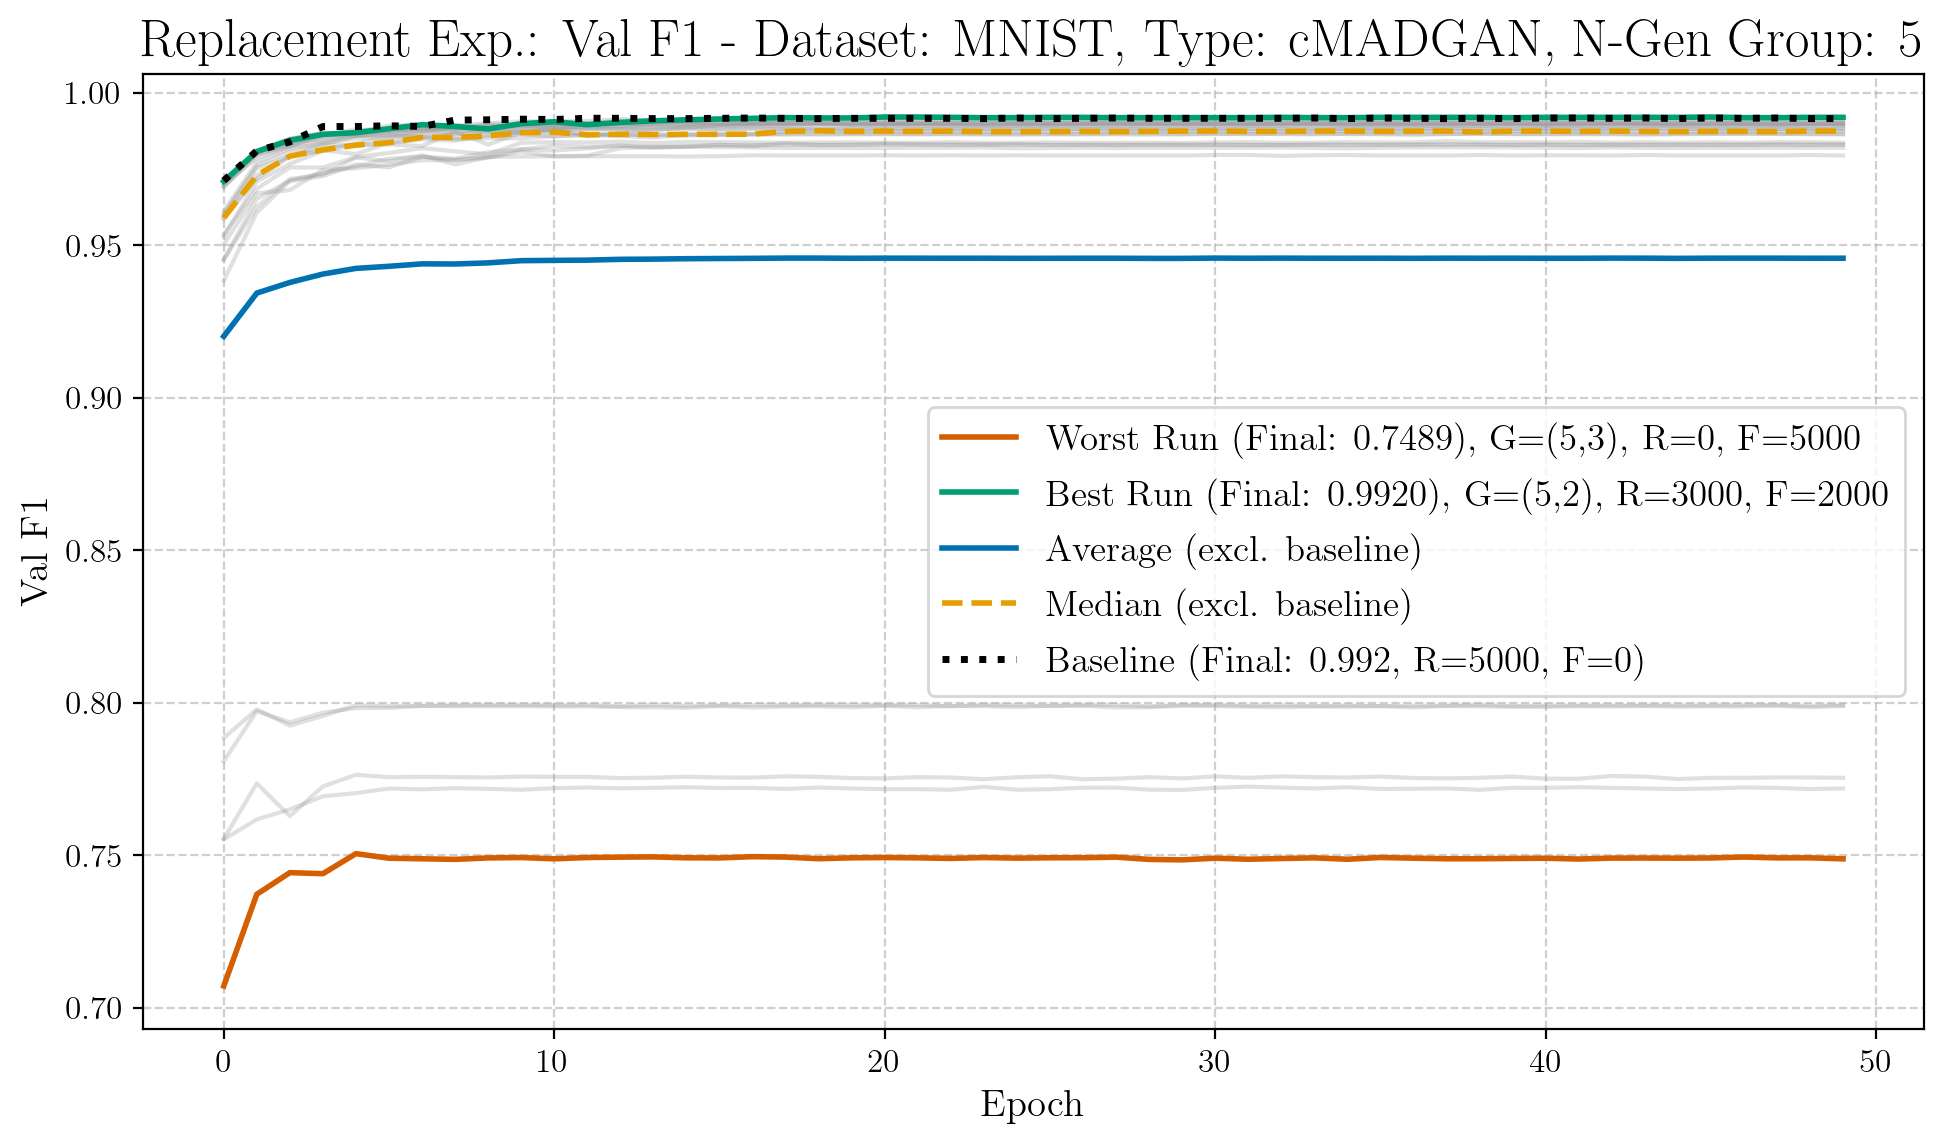 Replacement Exp.: Val F1 - Dataset: MNIST, Type: cMADGAN, N-Gen Group: 5
1.00
0.95
0.90
0.85
0.80
0.75
0.70
Val F1
Worst Run (Final: 0.7489), G=(5,3), R=0, F=5000
Best Run (Final: 0.9920), G=(5,2), R=3000, F=2000
Average (excl. baseline)
Median (excl. baseline)
Baseline (Final: 0.992, R=5000, F=0)
0 10 20 30 40 50
Epoch